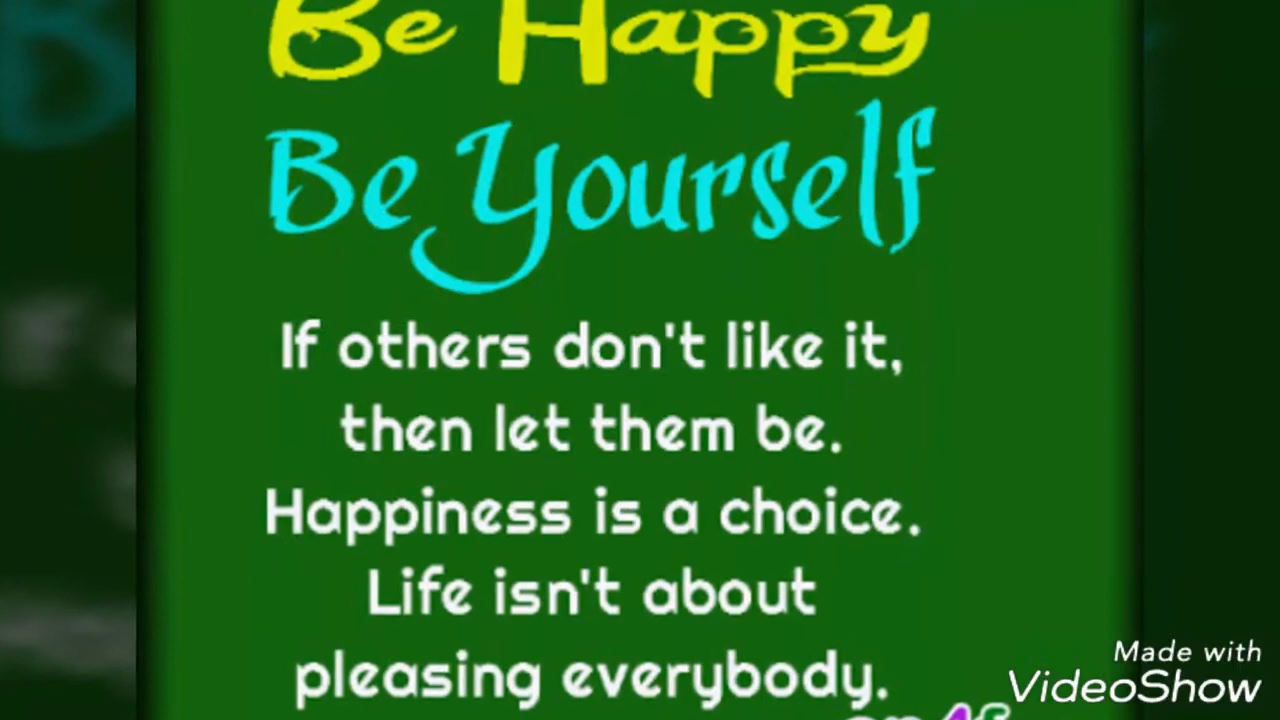 Be Happy
Be Yourself
If others don't like it,
then let them be.
Happiness is a choice.
Life isn't about
pleasing everybody.
Made with
VideoShow